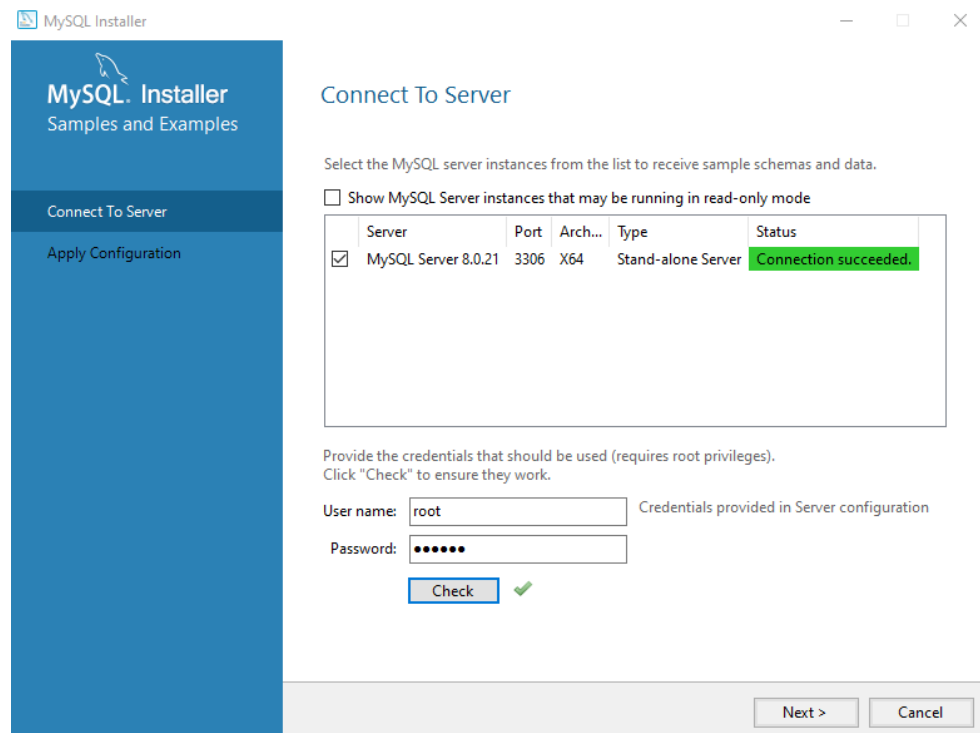 MySQL Installer
MySQL. Installer
Samples and Examples
Connect To Server
Apply Configuration
Connect To Server
Select the MySQL server instances from the list to receive sample schemas and data.
Show MySQL Server instances that may be running in read-only mode
Server Port Arch... Type Status
MySQL Server 8.0.21 3306 X64 Stand-alone Server Connection succeeded.
Provide the credentials that should be used (requires root privileges).
Click "Check" to ensure they work.
User name: root Credentials provided in Server configuration
Password: ●●●●●●
Check
Next > Cancel